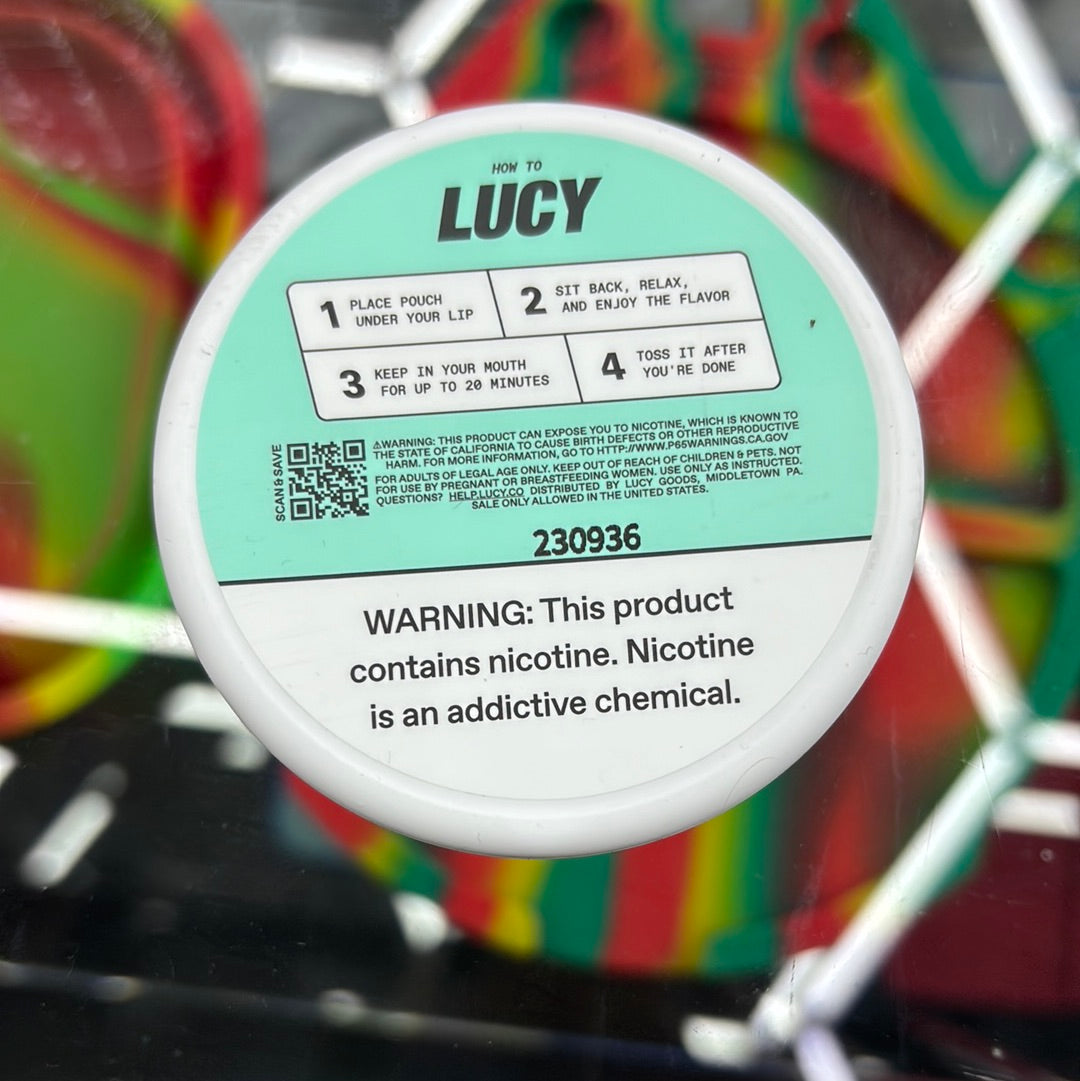 HOW TO
LUCY
1 PLACE POUCH
UNDER YOUR LIP
2 SIT BACK, RELAX,
AND ENJOY THE FLAVOR
3 KEEP IN YOUR MOUTH
FOR UP TO 20 MINUTES
4 TOSS IT AFTER
YOU'RE DONE
SCAN & SAVE
⚠WARNING: THIS PRODUCT CAN EXPOSE YOU TO NICOTINE, WHICH IS KNOWN TO
THE STATE OF CALIFORNIA TO CAUSE BIRTH DEFECTS OR OTHER REPRODUCTIVE
HARM. FOR MORE INFORMATION, GO TO HTTP://WWW.P65WARNINGS.CA.GOV
FOR ADULTS OF LEGAL AGE ONLY. KEEP OUT OF REACH OF CHILDREN & PETS. NOT
FOR USE BY PREGNANT OR BREASTFEEDING WOMEN. USE ONLY AS INSTRUCTED.
QUESTIONS? HELP.LUCY.CO DISTRIBUTED BY LUCY GOODS, MIDDLETOWN PA.
SALE ONLY ALLOWED IN THE UNITED STATES.
230936
WARNING: This product
contains nicotine. Nicotine
is an addictive chemical.